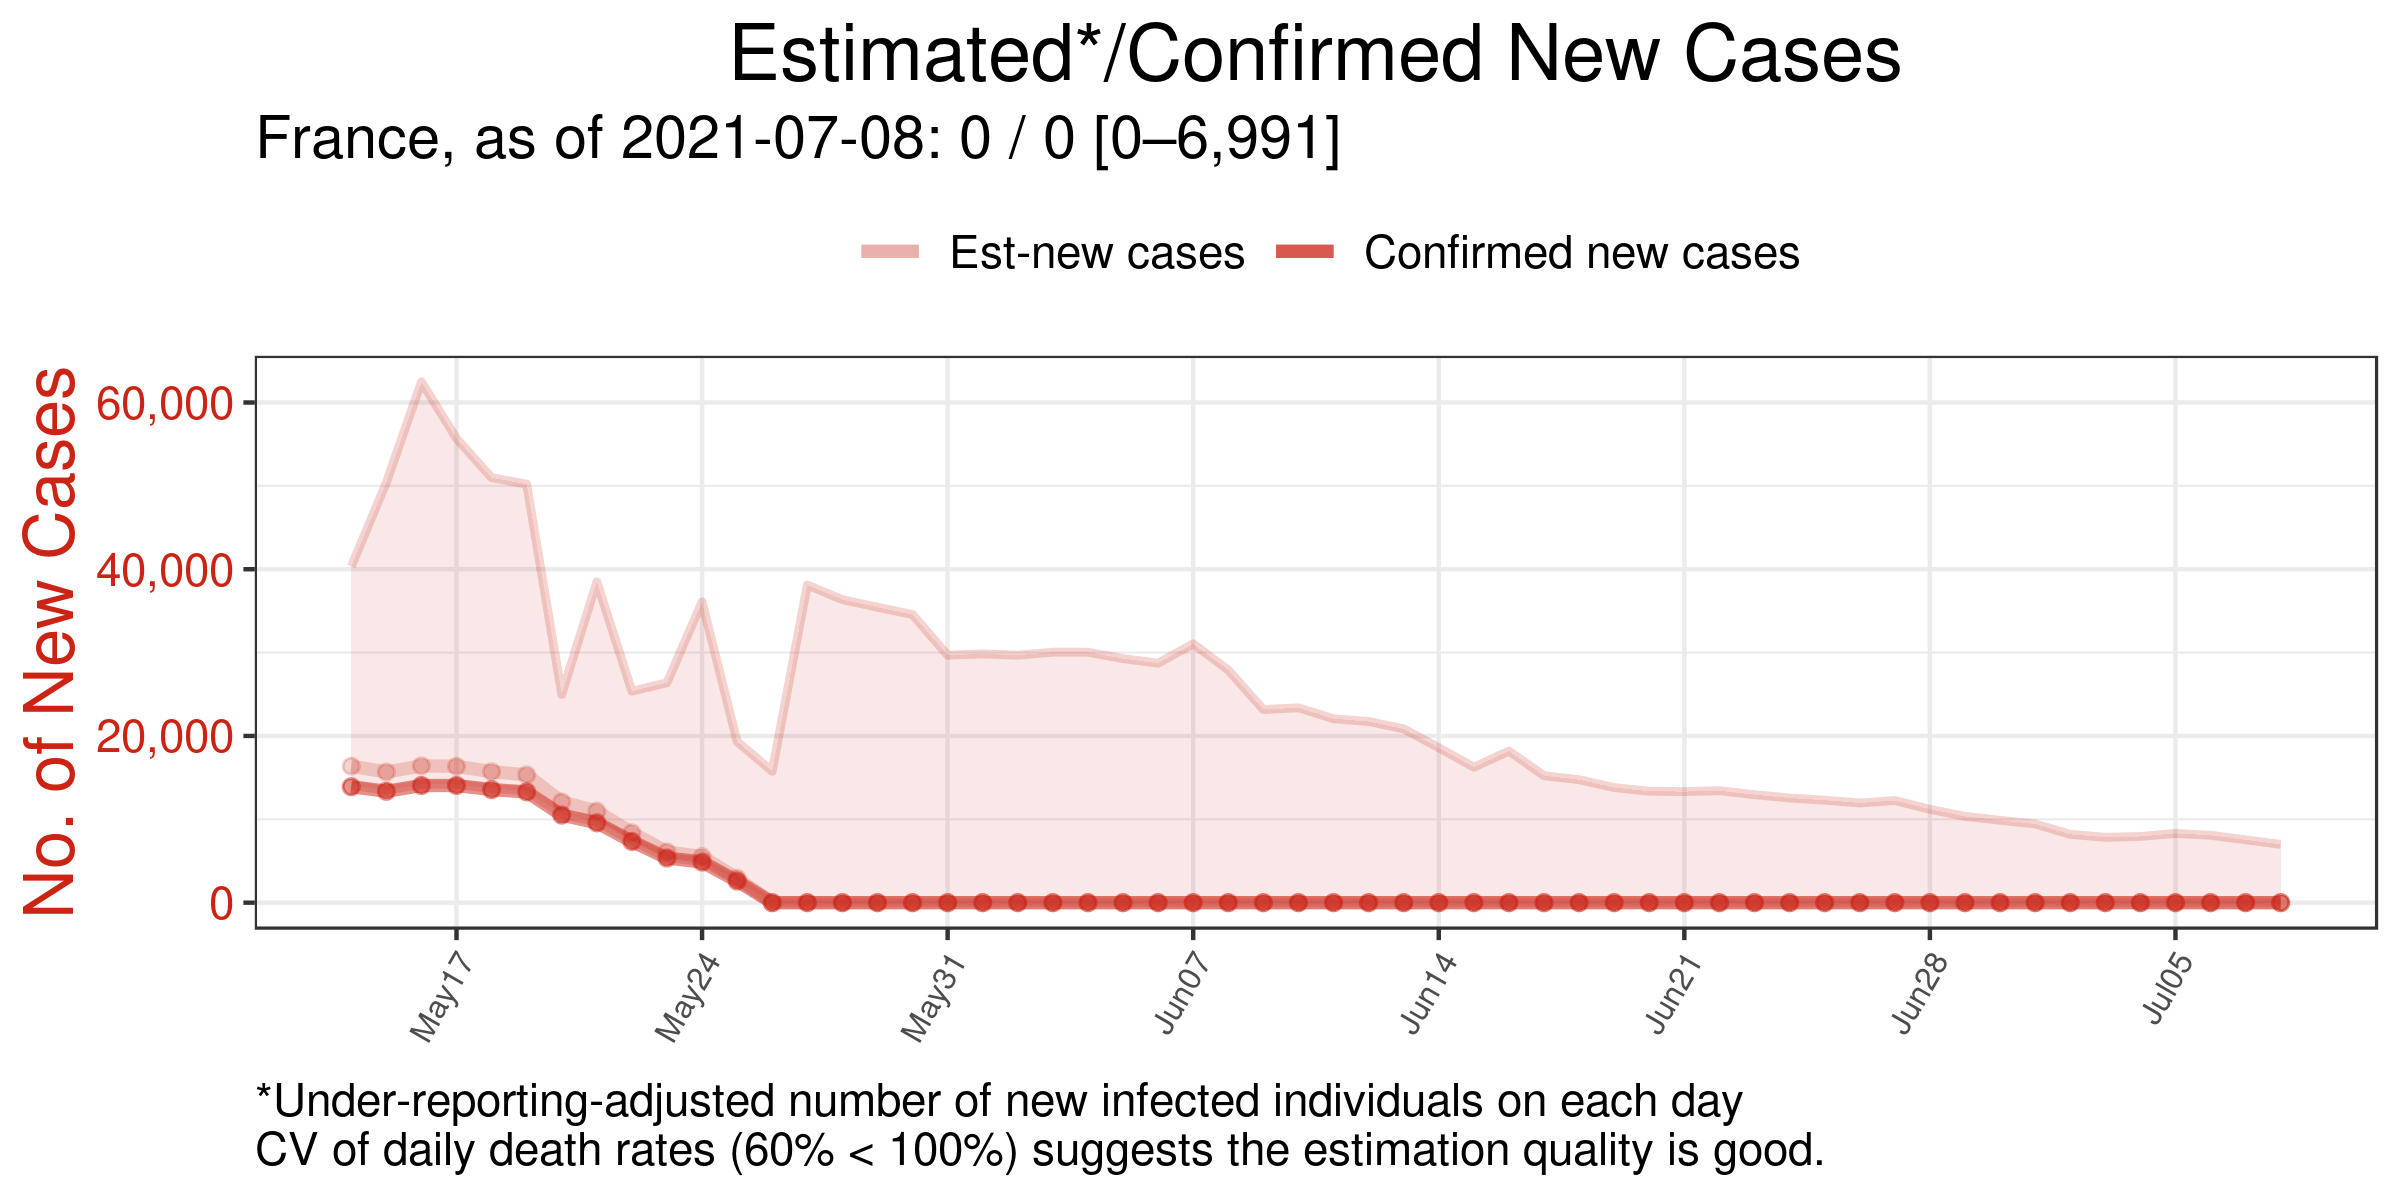 Estimated*/Confirmed New Cases
France, as of 2021-07-08: 0 / 0 [0–6,991]
Est-new cases Confirmed new cases
No. of New Cases
60,000
40,000
20,000
0
May17 May24 May31 Jun07 Jun14 Jun21 Jun28 Jul05
*Under-reporting-adjusted number of new infected individuals on each day
CV of daily death rates (60% < 100%) suggests the estimation quality is good.